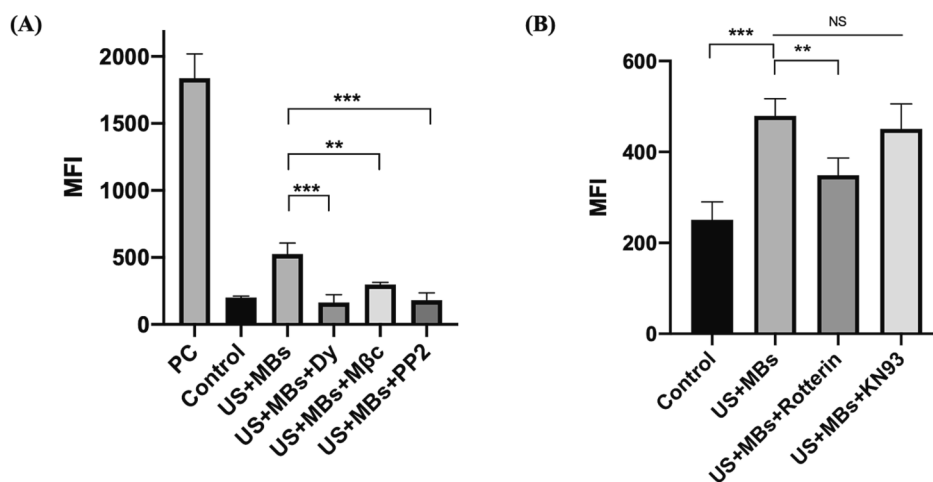 (A)
MFI
2000
1500
1000
500
0
***
**
***
PC
Control
US+MBs
US+MBs+Dy
US+MBs+Mβc
US+MBs+PP2
(B)
MFI
600
400
200
0
NS
***
**
Control
US+MBs
US+MBs+Rotterin
US+MBs+KN93